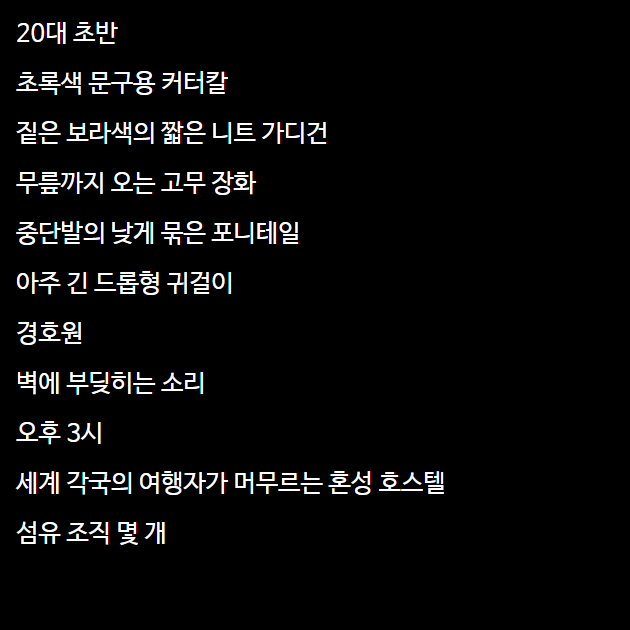 20대 초반
초록색 문구용 커터칼
짙은 보라색의 짧은 니트 가디건
무릎까지 오는 고무 장화
중단발의 낮게 묶은 포니테일
아주 긴 드롭형 귀걸이
경호원
벽에 부딪히는 소리
오후 3시
세계 각국의 여행자가 머무르는 혼성 호스텔
섬유 조직 몇 개